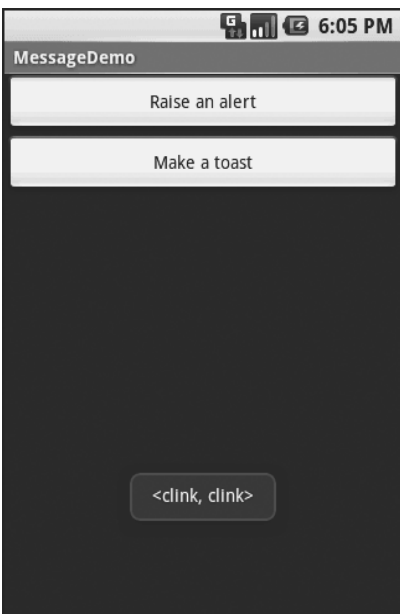 G
6:05 PM
MessageDemo
Raise an alert
Make a toast
<clink, clink>